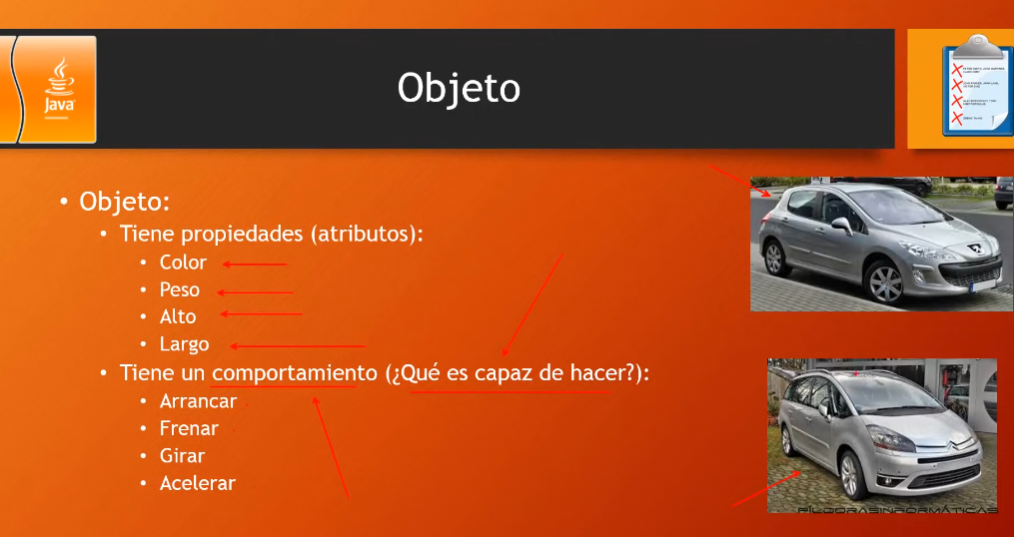 Java
Objeto
• Objeto:
• Tiene propiedades (atributos):
• Color
• Peso
• Alto
• Largo
• Tiene un comportamiento (¿Qué es capaz de hacer?):
• Arrancar
• Frenar
• Girar
• Acelerar
PÍLDORASINFORMÁTICAS